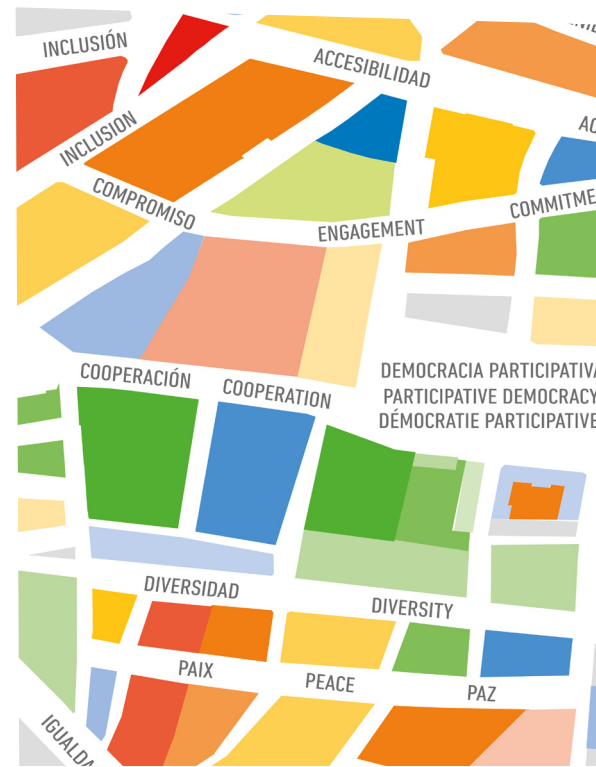 INCLUSIÓN
ACCESIBILIDAD
INCLUSION
COMPROMISO
ENGAGEMENT
COOPERACIÓN
COOPERATION
DEMOCRACIA PARTICIPATIVA
PARTICIPATIVE DEMOCRACY
DÉMOCRATIE PARTICIPATIVE
DIVERSIDAD
DIVERSITY
PAIX
PEACE
PAZ